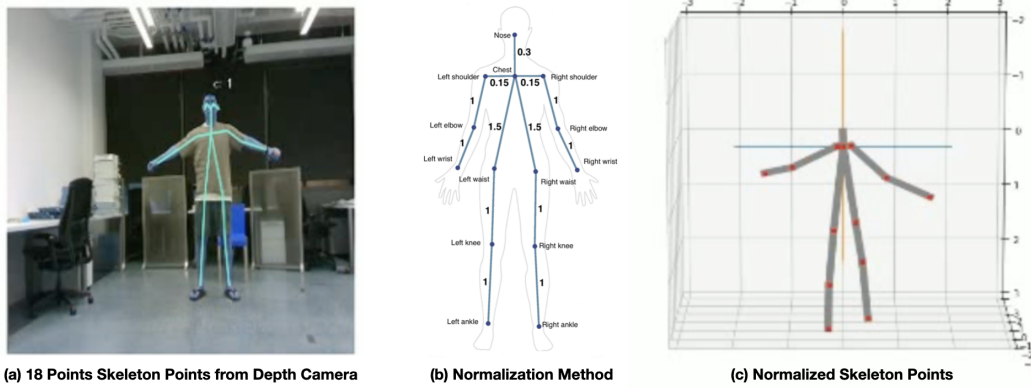 1
(a) 18 Points Skeleton Points from Depth Camera
Nose
0.3
Chest
Left shoulder
0.15
0.15
Right shoulder
1
1
Left elbow
1.5
1.5
Right elbow
1
1
Left wrist
Right wrist
Left waist
Right waist
1
1
Left knee
Right knee
1
1
Left ankle
Right ankle
(b) Normalization Method
-3
-2
-1
0
1
2
3
-2
-1
0
1
2
3
(c) Normalized Skeleton Points